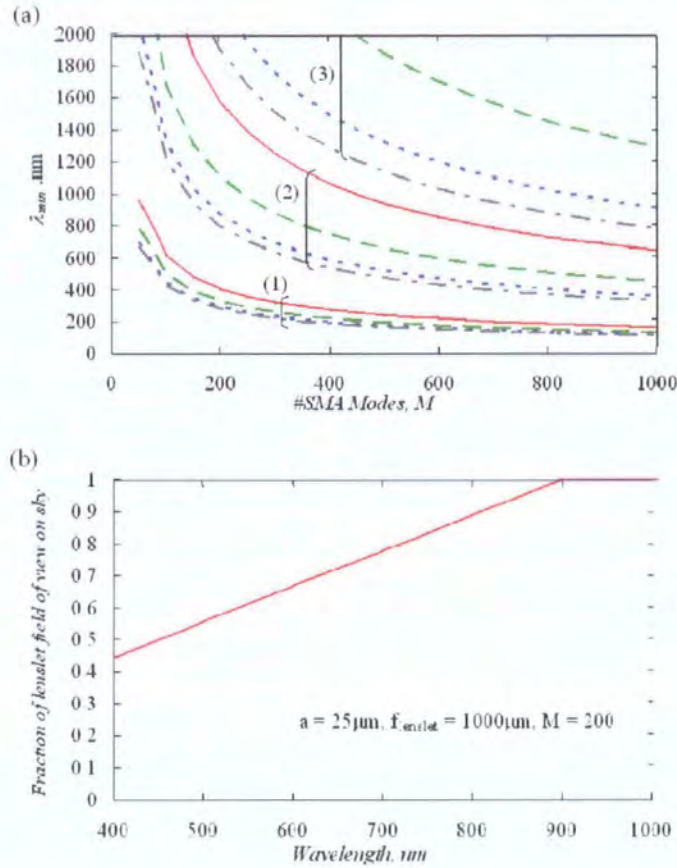 (a)
2000
1800
1600
1400
1200
1000
800
600
400
200
0
λmin, nm
(3)
(2)
(1)
0 200 400 600 800 1000
#SMA Modes, M
(b)
1
0 9
0 8
0 7
0 6
0 5
0 4
0 3
0 2
0 1
0
Fraction of lenslet field of view on sky
a = 25μm, flenslet = 1000μm, M = 200
400 500 600 700 800 900 1000
Wavelength, nm